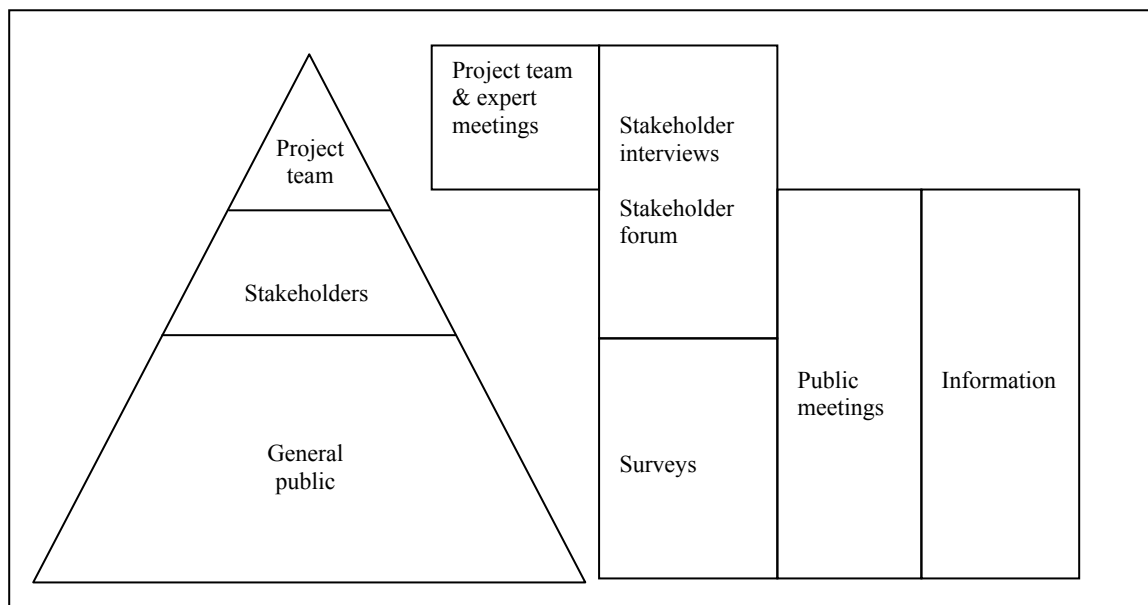 Project
team
Stakeholders
General
public
Project team
& expert
meetings
Stakeholder
interviews
Stakeholder
forum
Surveys
Public
meetings
Information